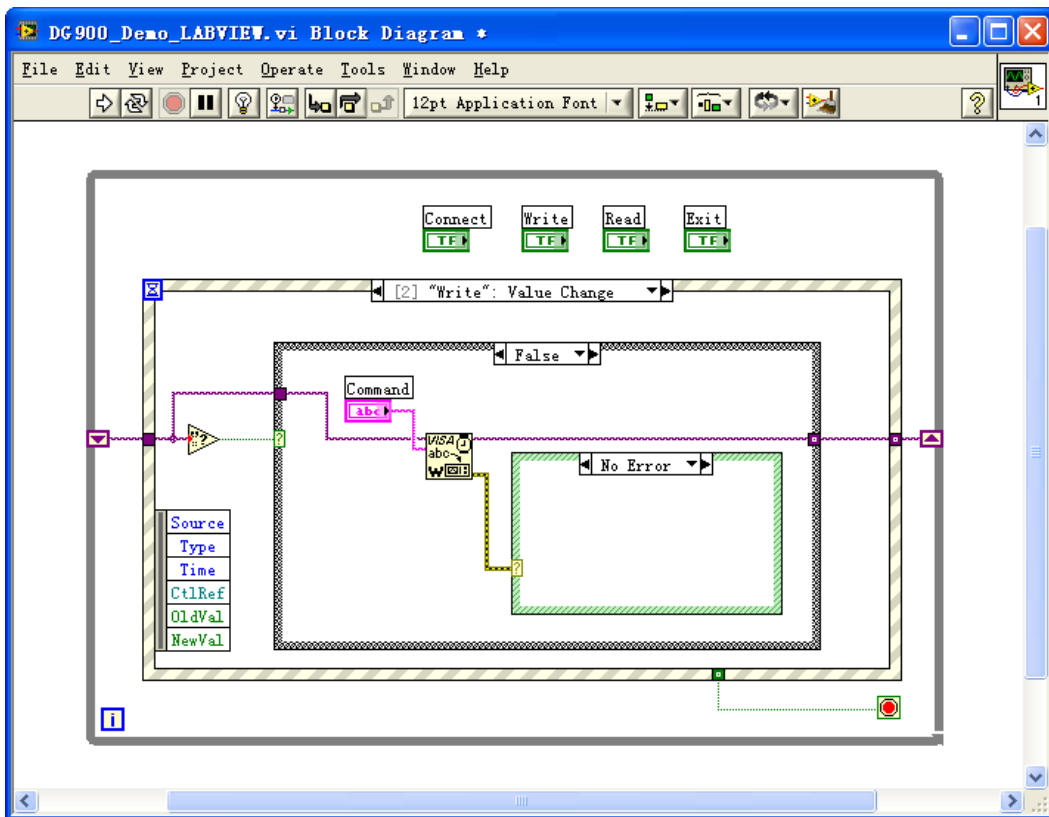 DG900_Demo_LABVIEW.vi Block Diagram *
File Edit View Project Operate Tools Window Help
12pt Application Font
1
Connect Write Read Exit
TF TF TF TF
[2] "Write": Value Change
False
Command
abc
?
?
VISA
abc
W
No Error
?
Source
Type
Time
CtlRef
OldVal
NewVal
i